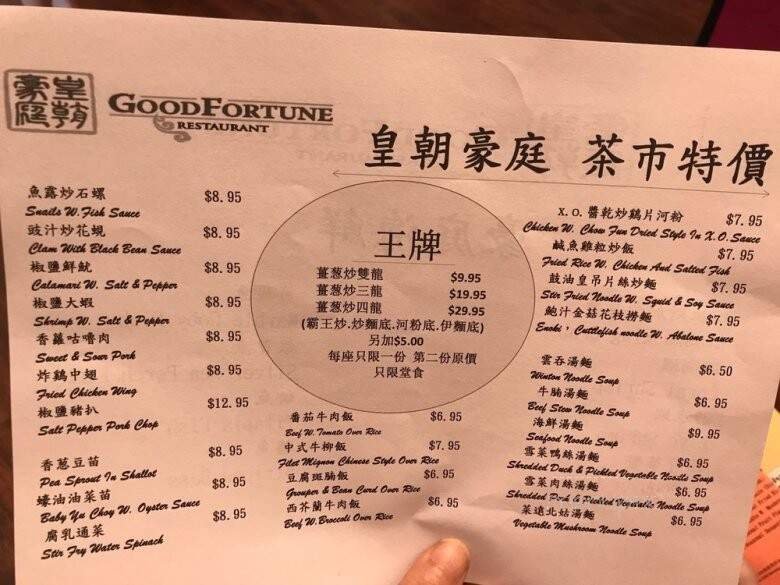 皇朝豪庭
GOODFORTUNE
RESTAURANT
皇朝豪庭 茶市特價
魚露炒石螺 $8.95
Snails W. Fish Sauce
豉汁炒花蜆 $8.95
Clam With Black Bean Sauce
椒鹽鮮魷 $8.95
Calamari W. Salt & Pepper
椒鹽大蝦 $8.95
Shrimp W. Salt & Pepper
香蘿咕嚕肉 $8.95
Sweet & Sour Pork
炸鷄中翅 $8.95
Fried Chicken Wing
椒鹽豬扒 $12.95
Salt Pepper Pork Chop
香蔥豆苗 $8.95
Pea Sprout In Shallot
蠔油油菜苗 $8.95
Baby Yu Choy W. Oyster Sauce
腐乳通菜 $8.95
Stir Fry Water Spinach
王牌
薑葱炒雙龍 $9.95
薑葱炒三龍 $19.95
薑葱炒四龍 $29.95
(霸王炒.炒麵底.河粉底.伊麵底)
另加$5.00
每座只限一份 第二份原價
只限堂食
番茄牛肉飯 $6.95
Beef W. Tomato Over Rice
中式牛柳飯 $7.95
Filet Mignon Chinese Style Over Rice
豆腐斑腩飯 $6.95
Grouper & Bean Curd Over Rice
西芥蘭牛肉飯 $6.95
Beef W. Broccoli Over Rice
X.O. 醬乾炒鷄片河粉 $7.95
Chicken W. Chow Fun Dried Style In X.O. Sauce
鹹魚雞粒炒飯 $7.95
Fried Rice W. Chicken And Salted Fish
鼓油皇吊片絲炒麵 $7.95
Stir Fried Noodle W. Squid & Soy Sauce
鮑汁金菇花枝撈麵 $7.95
Enoki, Cuttlefish noodle W. Abalone Sauce
雲吞湯麵 $6.50
Winton Noodle Soup
牛腩湯麵 $6.95
Beef Stew Noodle Soup
海鮮湯麵 $9.95
Seafood Noodle Soup
雪菜鴨絲湯麵 $6.95
Shredded Duck & Pickled Vegetable Noodle Soup
雪菜肉絲湯麵 $6.95
Shredded Pork & Pickled Vegetable Noodle Soup
菜遠北姑湯麵 $6.95
Vegetable Mushroom Noodle Soup